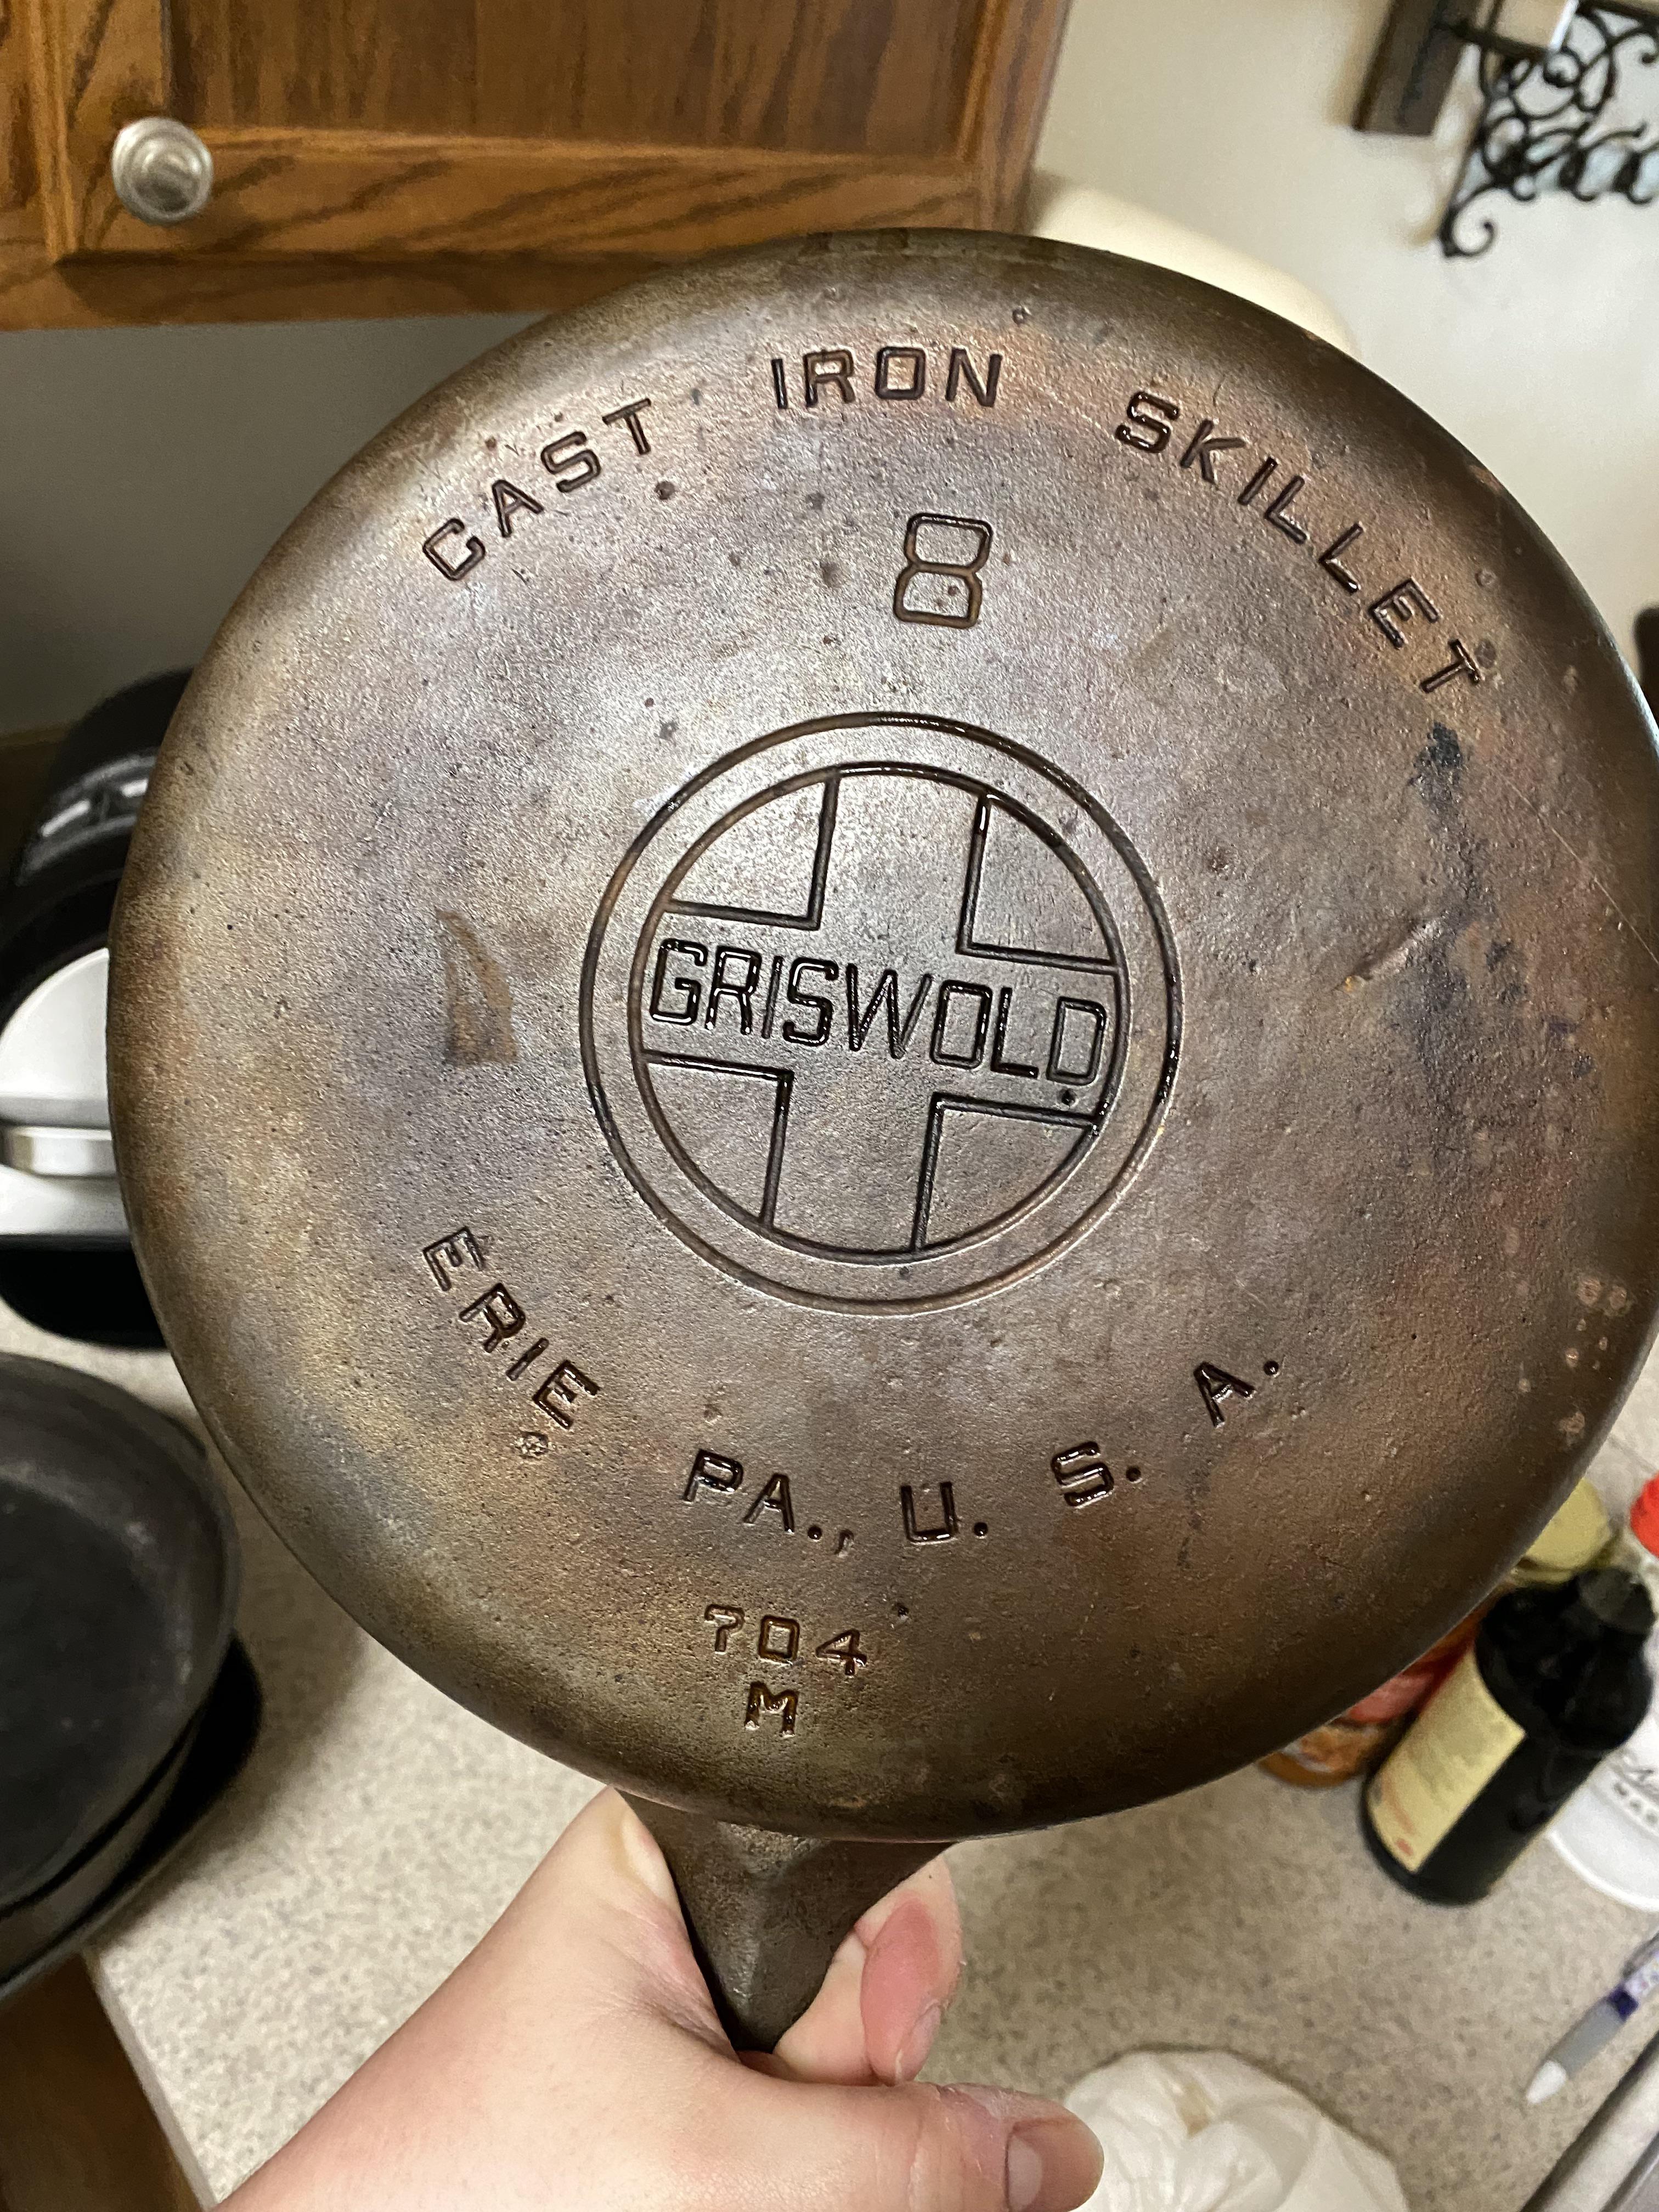 CAST IRON SKILLET
8
GRISWOLD
ERIE PA., U. S. A.
704
M